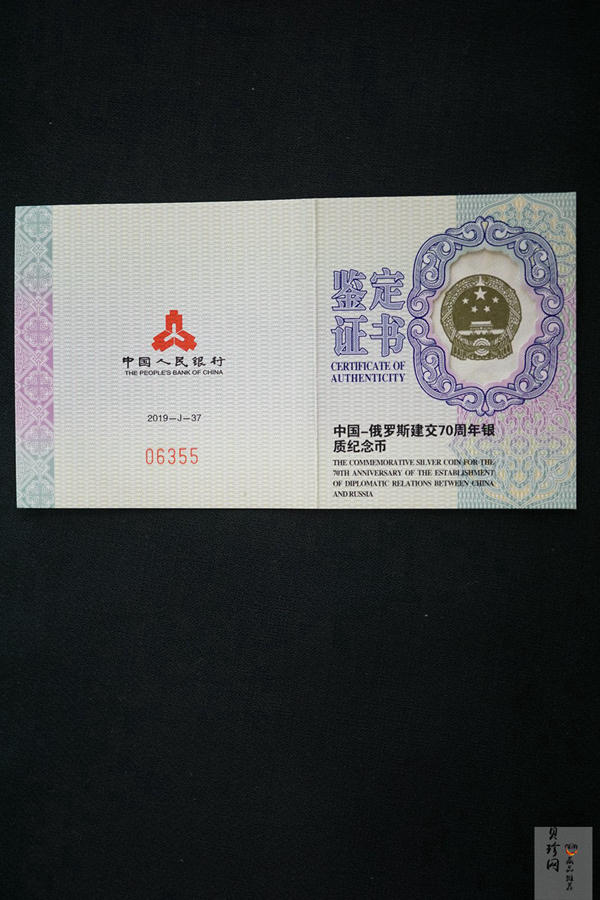 中国人民银行
THE PEOPLE'S BANK OF CHINA
2019-J-37
06355
鉴定
证书
CERTIFICATE OF
AUTHENTICITY
中国-俄罗斯建交70周年银
质纪念币
THE COMMEMORATIVE SILVER COIN FOR THE
70TH ANNIVERSARY OF THE ESTABLISHMENT
OF DIPLOMATIC RELATIONS BETWEEN CHINA
AND RUSSIA
贝珍网